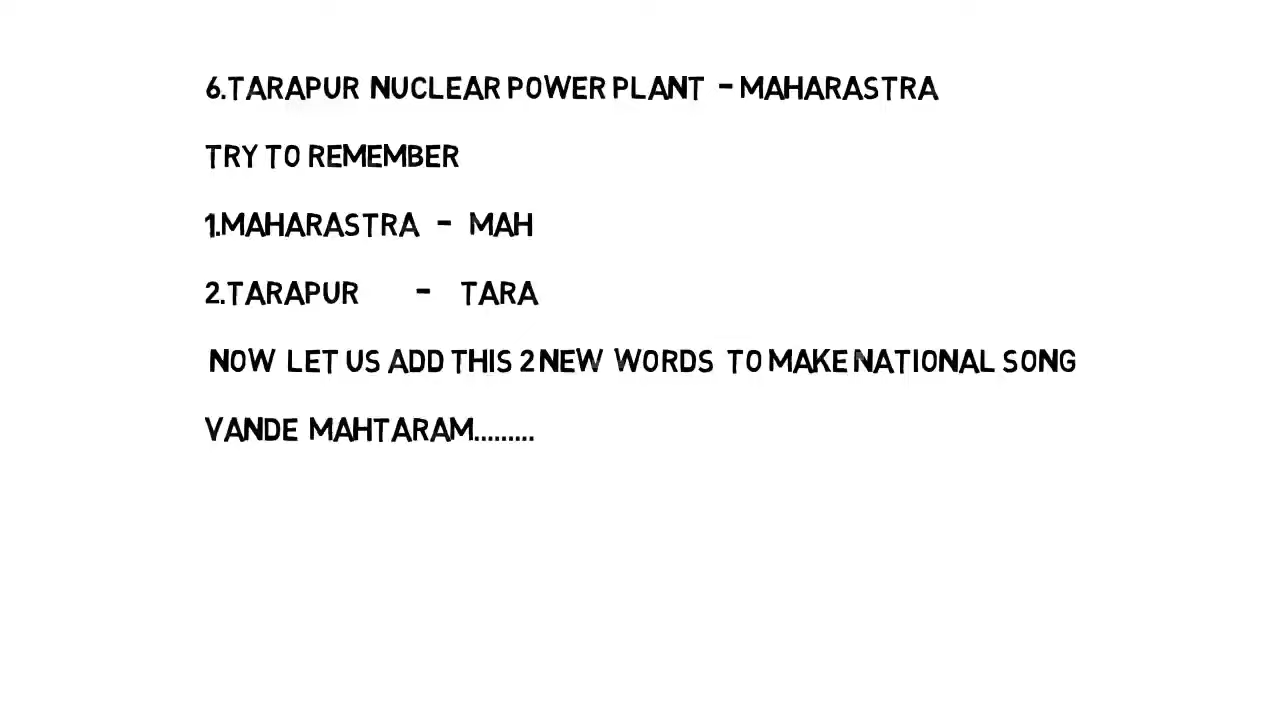 6.TARAPUR NUCLEAR POWER PLANT - MAHARASTRA
TRY TO REMEMBER
1.MAHARASTRA - MAH
2.TARAPUR - TARA
NOW LET US ADD THIS 2 NEW WORDS TO MAKE NATIONAL SONG
VANDE MAHTARAM.........